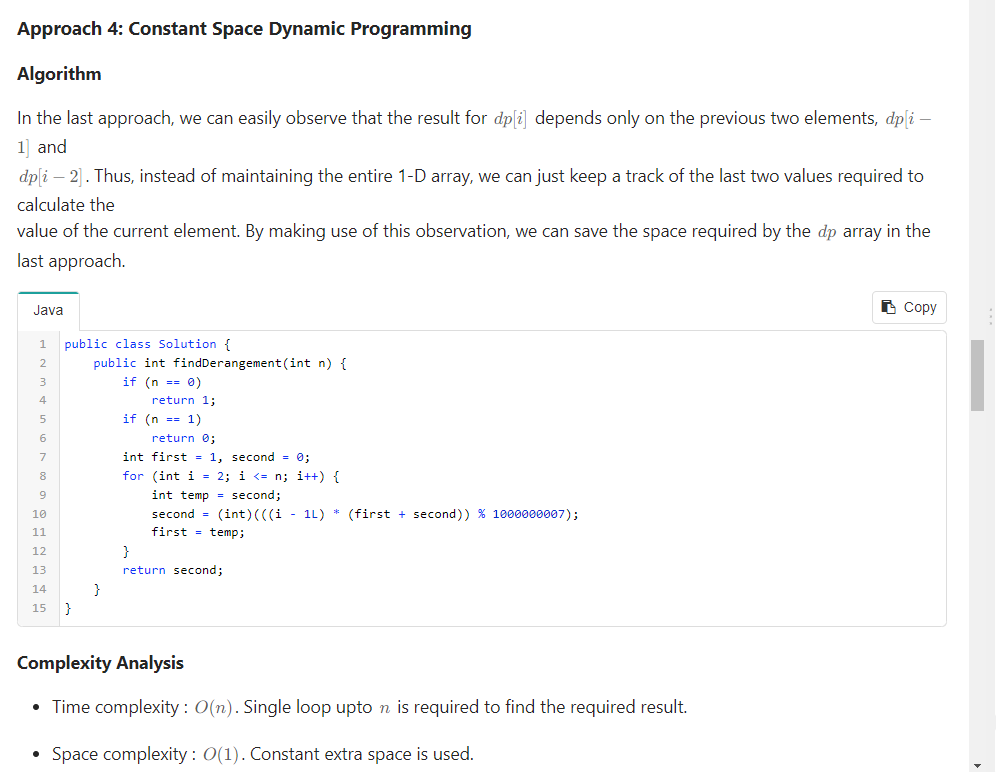 Approach 4: Constant Space Dynamic Programming
Algorithm
In the last approach, we can easily observe that the result for dp[i] depends only on the previous two elements, dp[i −
1] and
dp[i − 2]. Thus, instead of maintaining the entire 1-D array, we can just keep a track of the last two values required to
calculate the
value of the current element. By making use of this observation, we can save the space required by the dp array in the
last approach.
Java
Copy
1 public class Solution {
2 public int findDerangement(int n) {
3 if (n == 0)
4 return 1;
5 if (n == 1)
6 return 0;
7 int first = 1, second = 0;
8 for (int i = 2; i <= n; i++) {
9 int temp = second;
10 second = (int)(((i - 1L) * (first + second)) % 1000000007);
11 first = temp;
12 }
13 return second;
14 }
15 }
Complexity Analysis
• Time complexity : O(n). Single loop upto n is required to find the required result.
• Space complexity : O(1). Constant extra space is used.